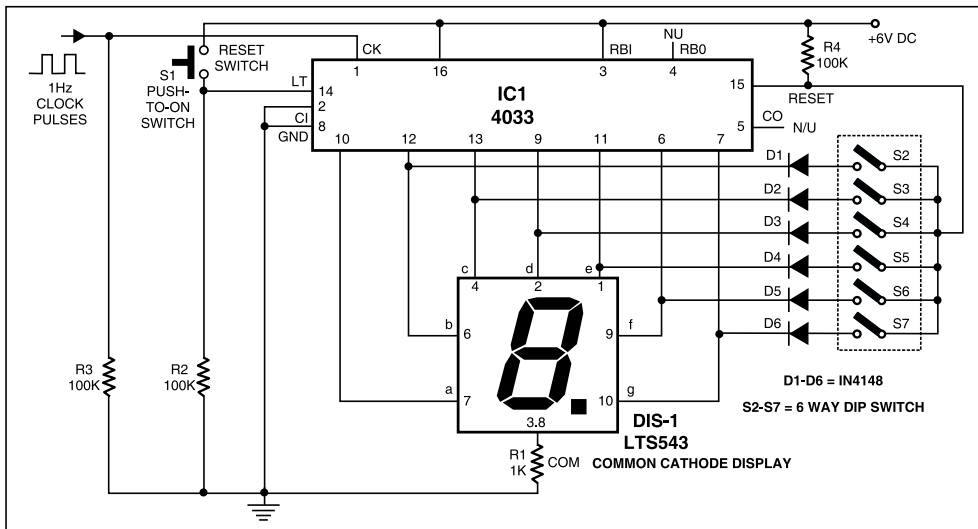 +6V DC
NU
CK
RBI
RB0
R4
100K
RESET
SWITCH
1
16
3
4
1Hz
CLOCK
PULSES
S1
PUSH-
TO-ON
SWITCH
LT
14
2
CI
8
GND
IC1
4033
15
RESET
5
CO
N/U
10
12
13
9
11
6
7
D1
S2
D2
S3
D3
S4
D4
S5
D5
S6
D6
S7
c
d
e
4
2
1
b
6
9
f
a
7
10
g
3.8
R3
100K
R2
100K
R1
1K
COM
DIS-1
LTS543
COMMON CATHODE DISPLAY
D1-D6 = IN4148
S2-S7 = 6 WAY DIP SWITCH